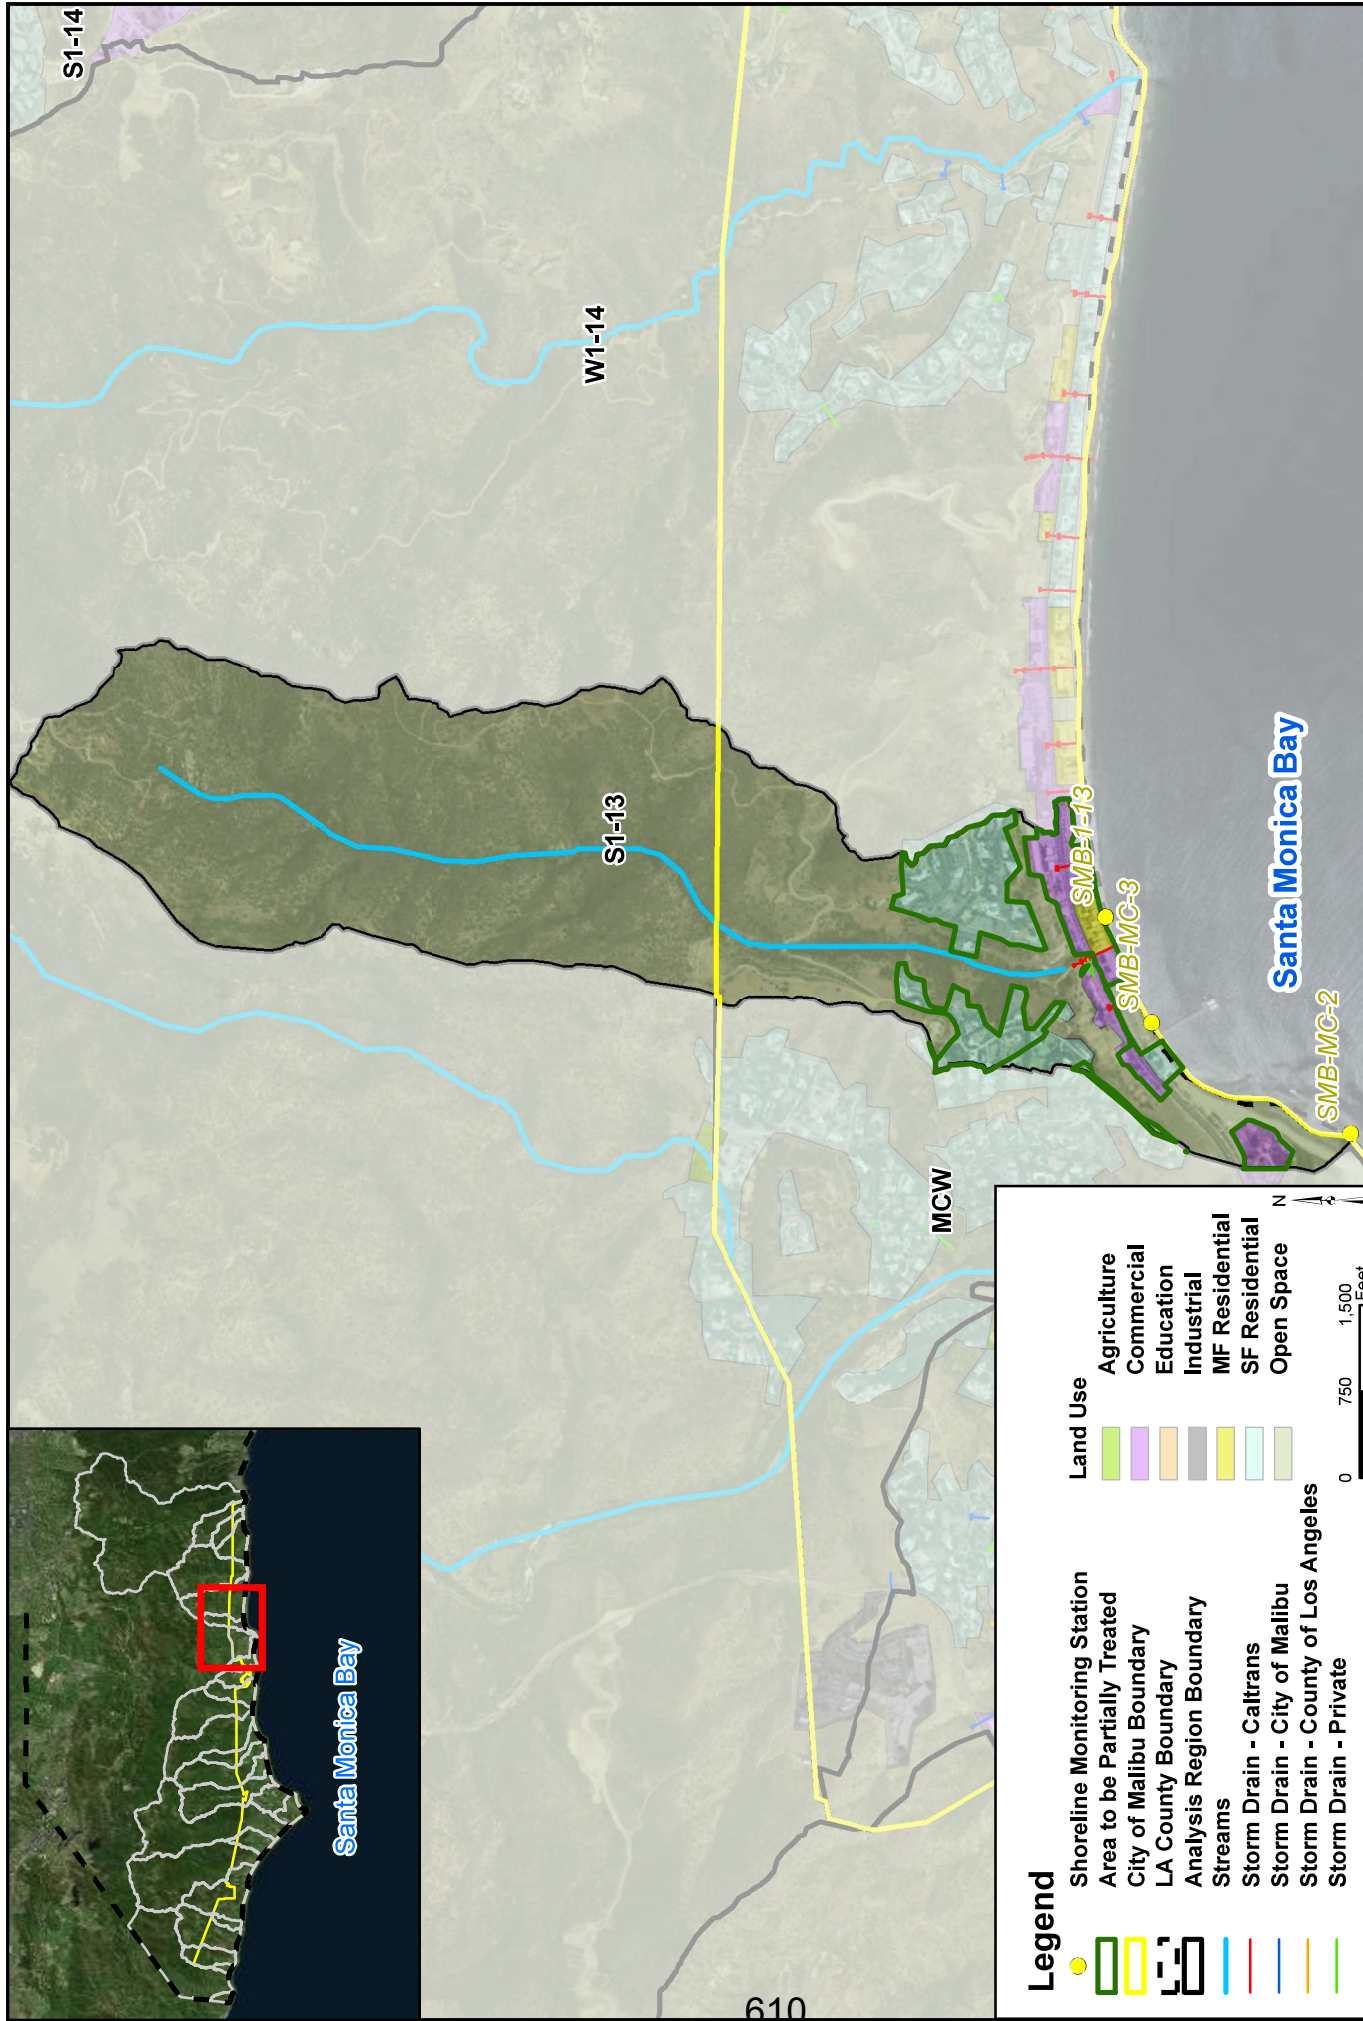 S1-14
W1-14
S1-13
MCW
SMB-1-13
SMB-MC-3
SMB-MC-2
Santa Monica Bay
Santa Monica Bay
Legend
Shoreline Monitoring Station
Area to be Partially Treated
City of Malibu Boundary
LA County Boundary
Analysis Region Boundary
Streams
Storm Drain - Caltrans
Storm Drain - City of Malibu
Storm Drain - County of Los Angeles
Storm Drain - Private
Land Use
Agriculture
Commercial
Education
Industrial
MF Residential
SF Residential
Open Space
N
0 750 1,500
Feet
610